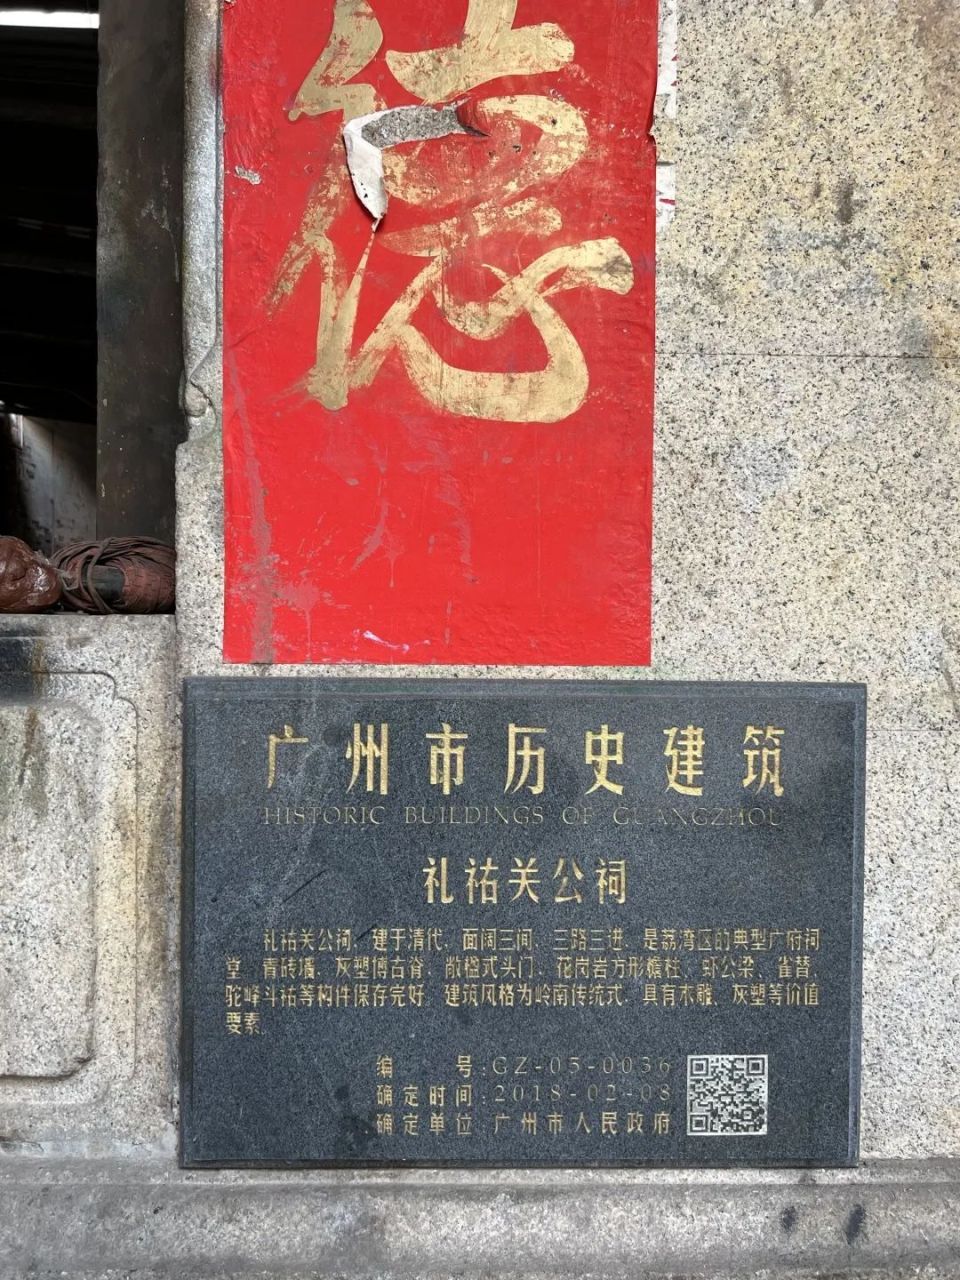 德
广州市历史建筑
HISTORIC BUILDINGS OF GUANGZHOU
礼祐关公祠
礼祐关公祠，建于清代，面阔三间，三路三进，是荔湾区的典型广府祠
堂，青砖墙、灰塑博古脊、敞楹式头门、花岗岩方形檐柱、虾公梁、雀替、
驼峰斗祜等构件保存完好，建筑风格为岭南传统式，具有木雕、灰塑等价值
要素。
编号:GZ-05-0036
确定时间:2018-02-08
确定单位:广州市人民政府